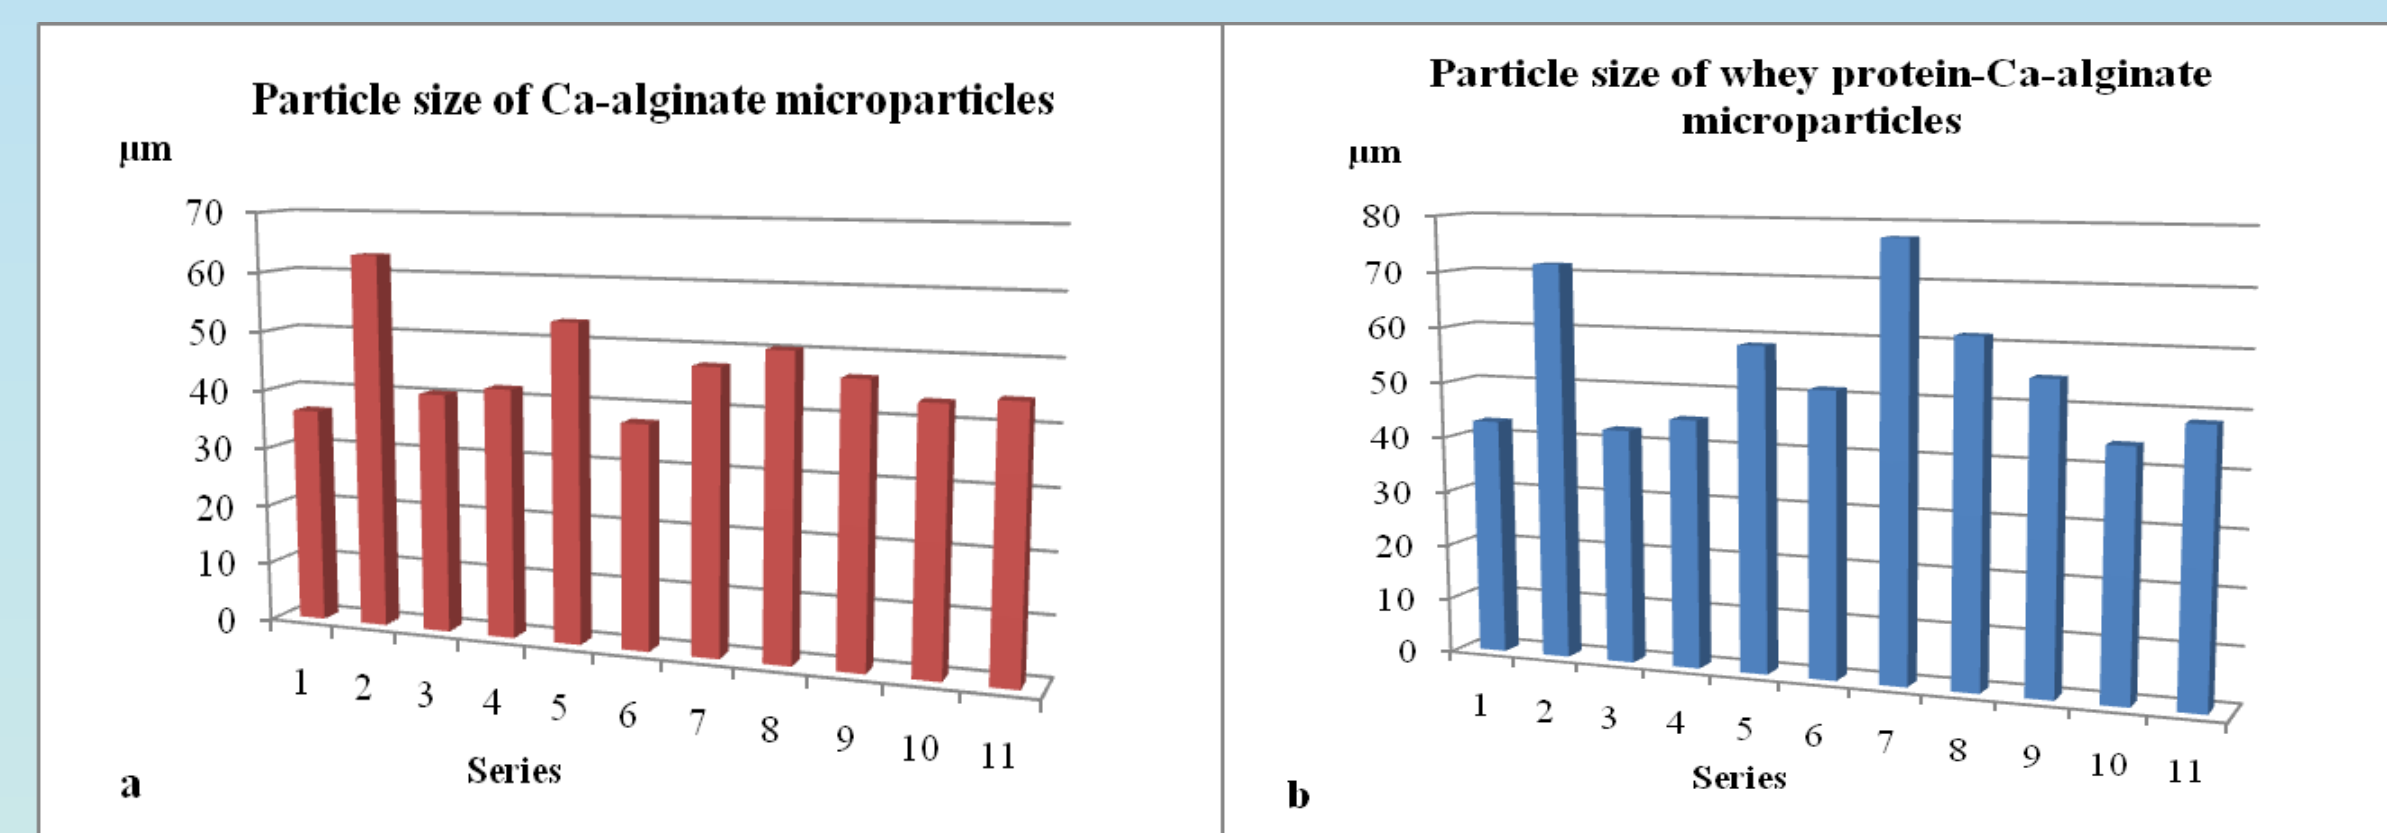 Particle size of Ca-alginate microparticles
μm
70
60
50
40
30
20
10
0
1 2 3 4 5 6 7 8 9 10 11
Series
a
Particle size of whey protein-Ca-alginate
microparticles
μm
80
70
60
50
40
30
20
10
0
1 2 3 4 5 6 7 8 9 10 11
Series
b